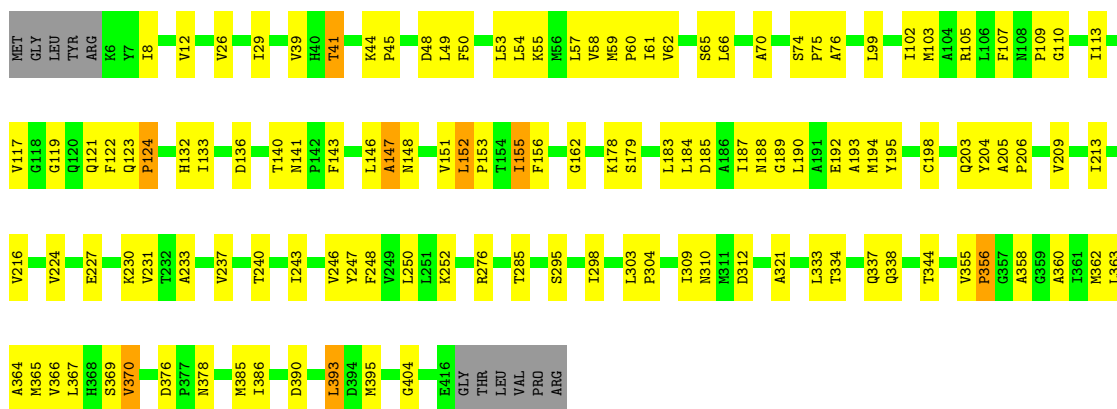 MET GLY LEU TYR ARG K6 Y7 I8 V12 V26 I29 V39 H40 T41 K44 P45 D48 L49 F50 L53 L54 K55 M56 L57 V58 M59 P60 I61 V62 S65 L66 A70 S74 P75 A76 L99 I102 M103 A104 R105 L106 F107 N108 P109 G110 I113
V117 G118 G119 Q120 Q121 F122 Q123 P124 H132 I133 D136 T140 N141 P142 F143 L146 A147 N148 V151 L152 P153 T154 I155 F156 G162 K178 S179 L183 L184 D185 A186 I187 N188 G189 L190 A191 E192 A193 M194 Y195 C198 Q203 Y204 A205 P206 V209 I213
V216 V224 E227 K230 V231 T232 A233 V237 T240 I243 V246 Y247 F248 V249 L250 L251 K252 R276 T285 S295 I298 L303 P304 I309 N310 M311 D312 A321 L333 T334 Q337 Q338 T344 V355 P356 G357 A358 G359 A360 I361 M362 L363
A364 M365 V366 L367 H368 S369 V370 D376 P377 N378 M385 I386 D390 L393 D394 M395 G404 E416 GLY THR LEU VAL PRO ARG